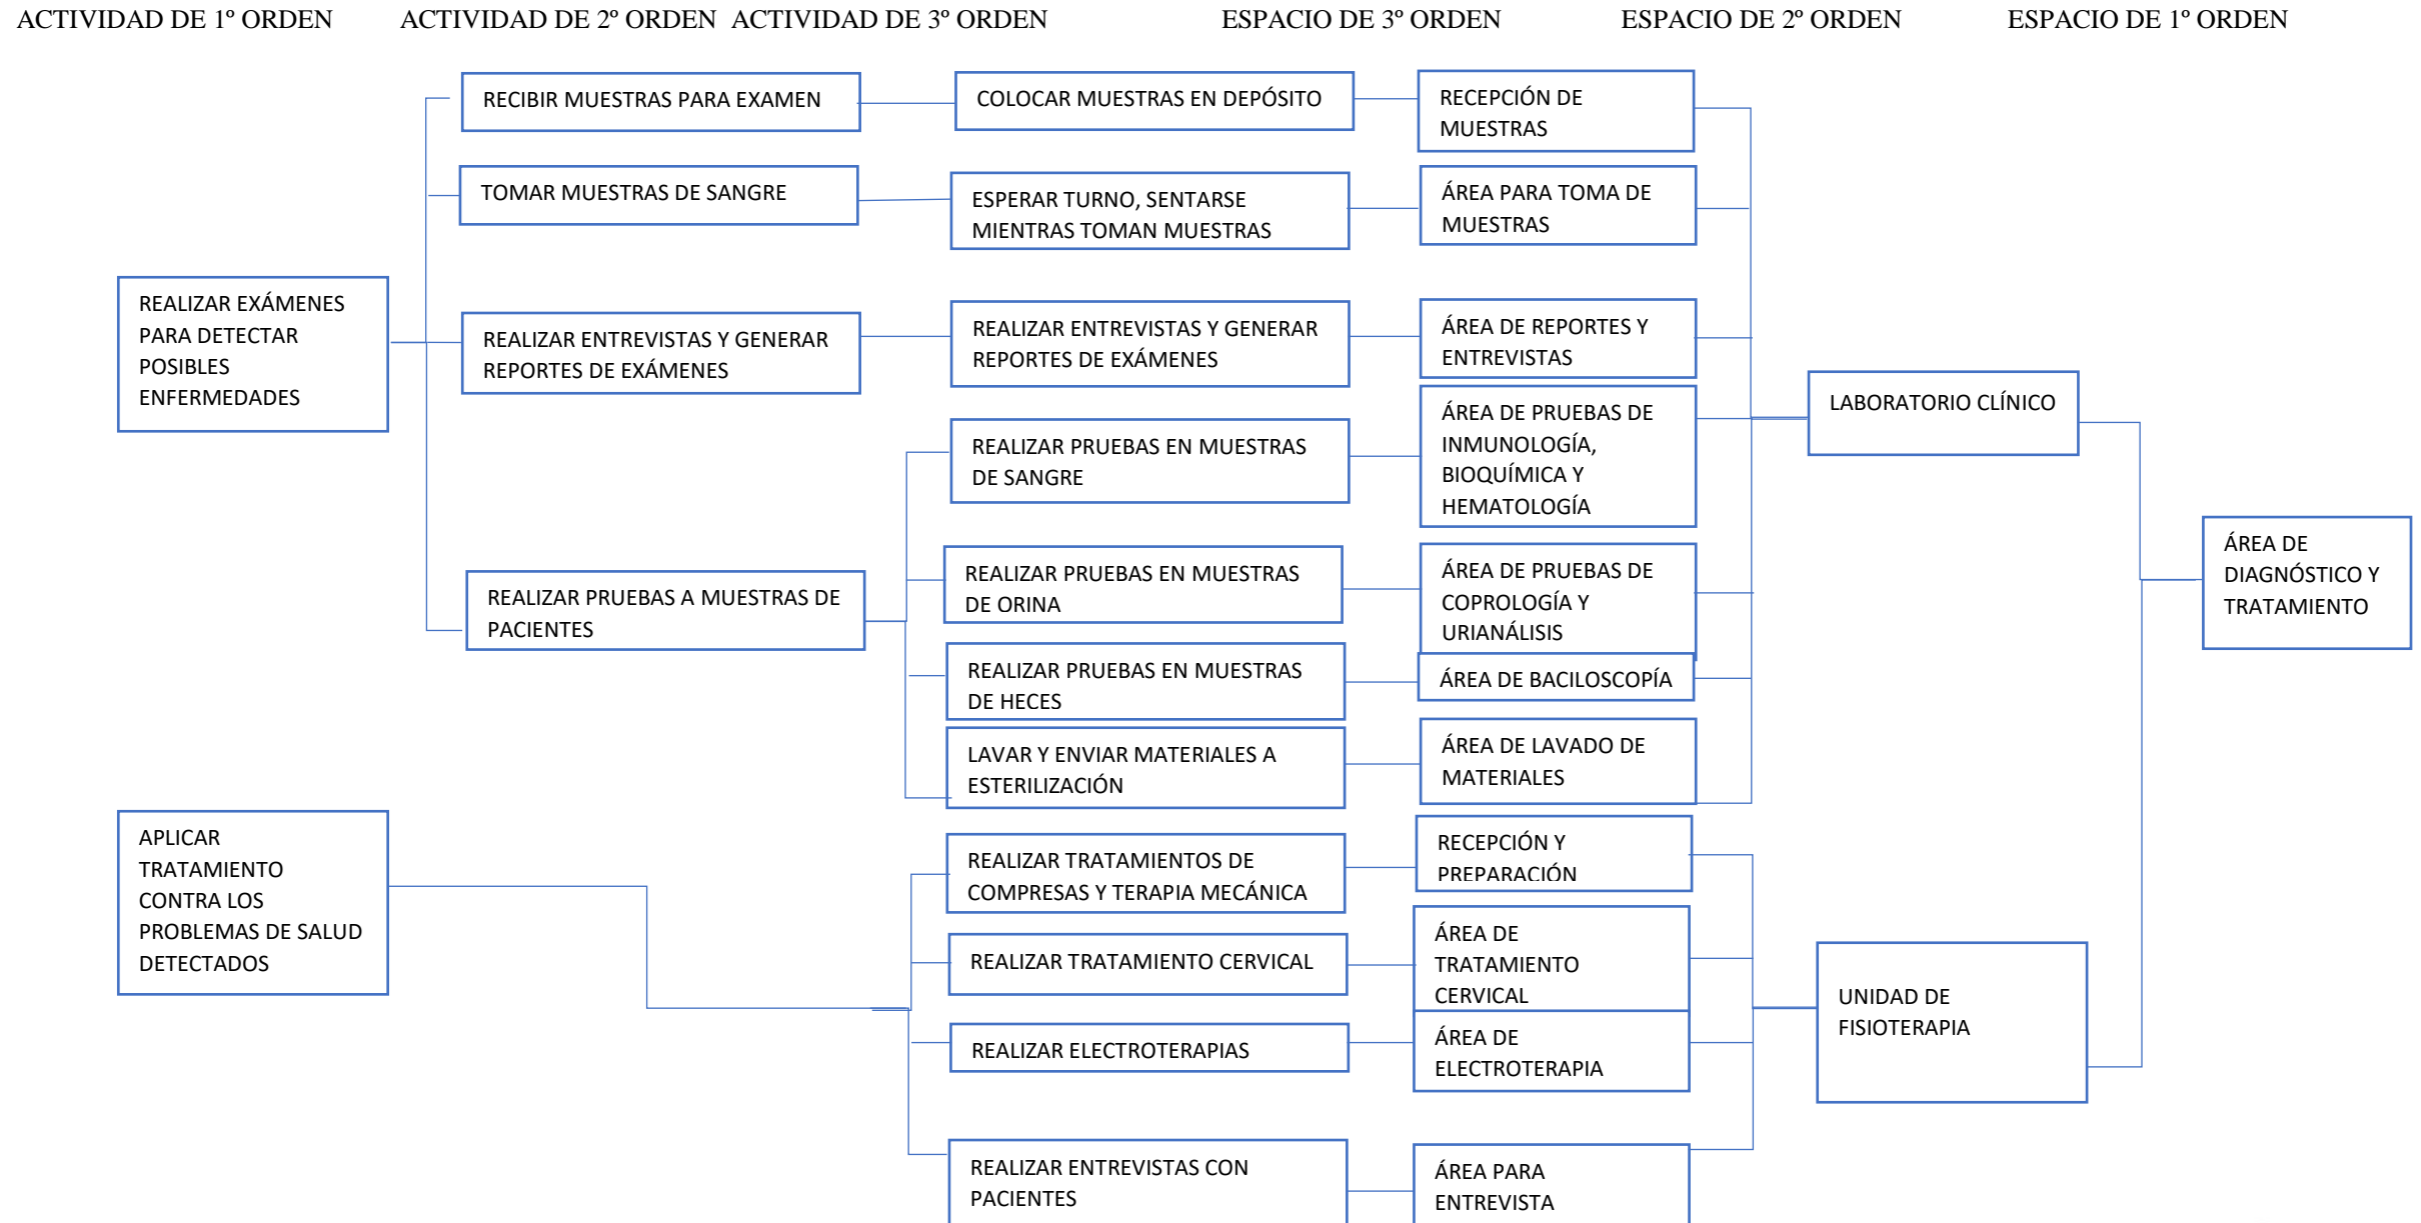 ACTIVIDAD DE 1º ORDEN
ACTIVIDAD DE 2º ORDEN
ACTIVIDAD DE 3º ORDEN
ESPACIO DE 3º ORDEN
ESPACIO DE 2º ORDEN
ESPACIO DE 1º ORDEN
REALIZAR EXÁMENES
PARA DETECTAR
POSIBLES
ENFERMEDADES
APLICAR
TRATAMIENTO
CONTRA LOS
PROBLEMAS DE SALUD
DETECTADOS
RECIBIR MUESTRAS PARA EXAMEN
TOMAR MUESTRAS DE SANGRE
REALIZAR ENTREVISTAS Y GENERAR
REPORTES DE EXÁMENES
REALIZAR PRUEBAS A MUESTRAS DE
PACIENTES
COLOCAR MUESTRAS EN DEPÓSITO
ESPERAR TURNO, SENTARSE
MIENTRAS TOMAN MUESTRAS
REALIZAR ENTREVISTAS Y GENERAR
REPORTES DE EXÁMENES
REALIZAR PRUEBAS EN MUESTRAS
DE SANGRE
REALIZAR PRUEBAS EN MUESTRAS
DE ORINA
REALIZAR PRUEBAS EN MUESTRAS
DE HECES
LAVAR Y ENVIAR MATERIALES A
ESTERILIZACIÓN
REALIZAR TRATAMIENTOS DE
COMPRESAS Y TERAPIA MECÁNICA
REALIZAR TRATAMIENTO CERVICAL
REALIZAR ELECTROTERAPIAS
REALIZAR ENTREVISTAS CON
PACIENTES
RECEPCIÓN DE
MUESTRAS
ÁREA PARA TOMA DE
MUESTRAS
ÁREA DE REPORTES Y
ENTREVISTAS
ÁREA DE PRUEBAS DE
INMUNOLOGÍA,
BIOQUÍMICA Y
HEMATOLOGÍA
ÁREA DE PRUEBAS DE
COPROLOGÍA Y
URIANÁLISIS
ÁREA DE BACILOSCOPÍA
ÁREA DE LAVADO DE
MATERIALES
RECEPCIÓN Y
PREPARACIÓN
ÁREA DE
TRATAMIENTO
CERVICAL
ÁREA DE
ELECTROTERAPIA
ÁREA PARA
ENTREVISTA
LABORATORIO CLÍNICO
UNIDAD DE
FISIOTERAPIA
ÁREA DE
DIAGNÓSTICO Y
TRATAMIENTO